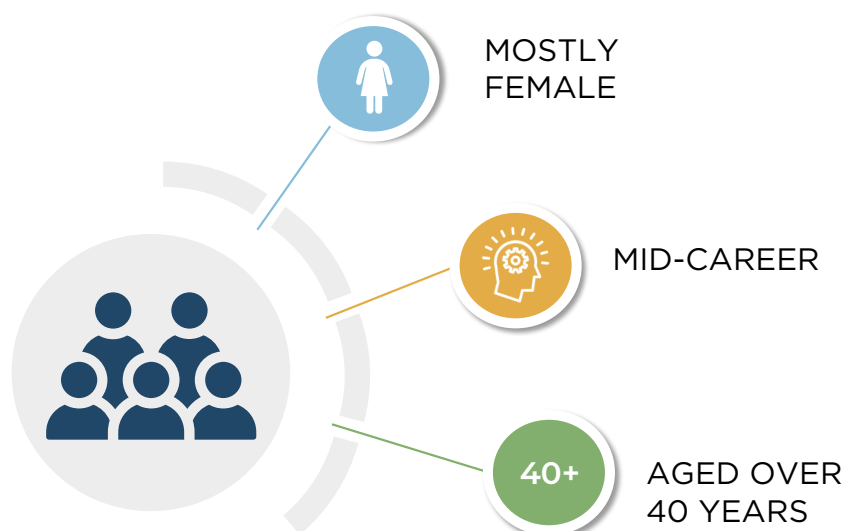 MOSTLY
FEMALE
MID-CAREER
40+
AGED OVER
40 YEARS